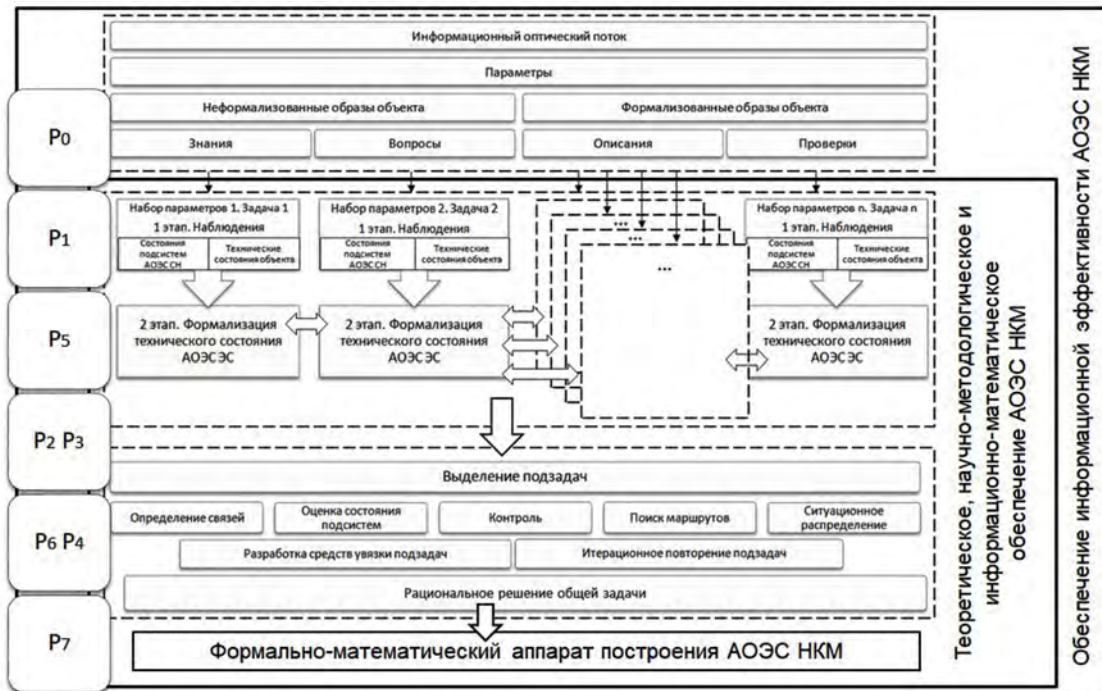 Информационный оптический поток
Параметры
Неформализованные образы объекта
Формализованные образы объекта
P0
Знания
Вопросы
Описания
Проверки
P1
Набор параметров 1. Задача 1
1 этап. Наблюдения
Состояния
подсистем
АОЭС СН
Технические
состояния объекта
Набор параметров 2. Задача 2
1 этап. Наблюдения
Состояния
подсистем
АОЭС СН
Технические
состояния объекта
...
...
...
Набор параметров n. Задача n
1 этап. Наблюдения
Состояния
подсистем
АОЭС СН
Технические
состояния объекта
P5
2 этап. Формализация
технического состояния
АОЭС ЭС
2 этап. Формализация
технического состояния
АОЭС ЭС
2 этап. Формализация
технического состояния
АОЭС ЭС
P2 P3
Выделение подзадач
P6 P4
Определение связей
Оценка состояния
подсистем
Контроль
Поиск маршрутов
Ситуационное
распределение
Разработка средств увязки подзадач
Итерационное повторение подзадач
Рациональное решение общей задачи
P7
Формально-математический аппарат построения АОЭС НКМ
Теоретическое, научно-методологическое и
информационно-математическое
обеспечение АОЭС НКМ
Обеспечение информационной эффективности АОЭС НКМ